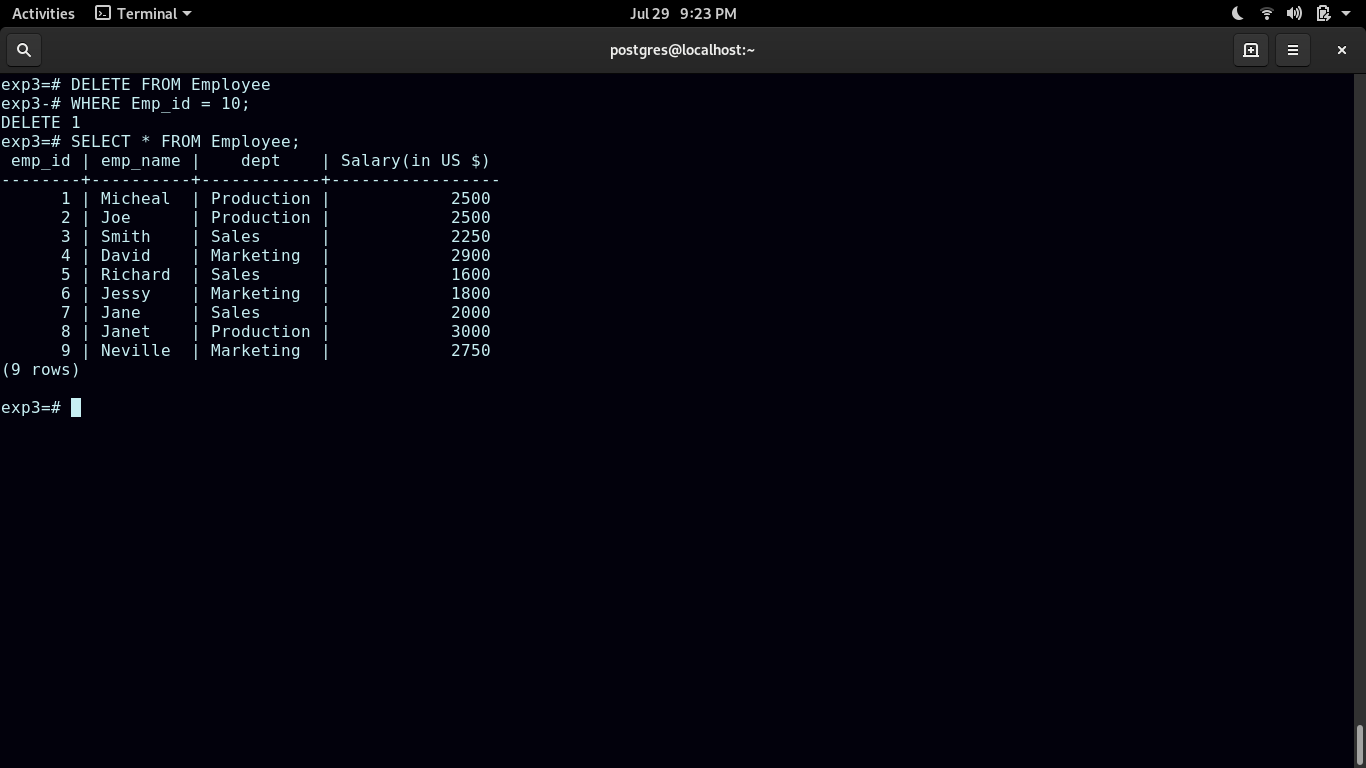 Activities Terminal Jul 29 9:23 PM
postgres@localhost:~
exp3=# DELETE FROM Employee
exp3-# WHERE Emp_id = 10;
DELETE 1
exp3=# SELECT * FROM Employee;
 emp_id | emp_name |    dept    | Salary(in US $)
--------+----------+------------+-----------------
      1 | Micheal  | Production |            2500
      2 | Joe      | Production |            2500
      3 | Smith    | Sales      |            2250
      4 | David    | Marketing  |            2900
      5 | Richard  | Sales      |            1600
      6 | Jessy    | Marketing  |            1800
      7 | Jane     | Sales      |            2000
      8 | Janet    | Production |            3000
      9 | Neville  | Marketing  |            2750
(9 rows)
exp3=#